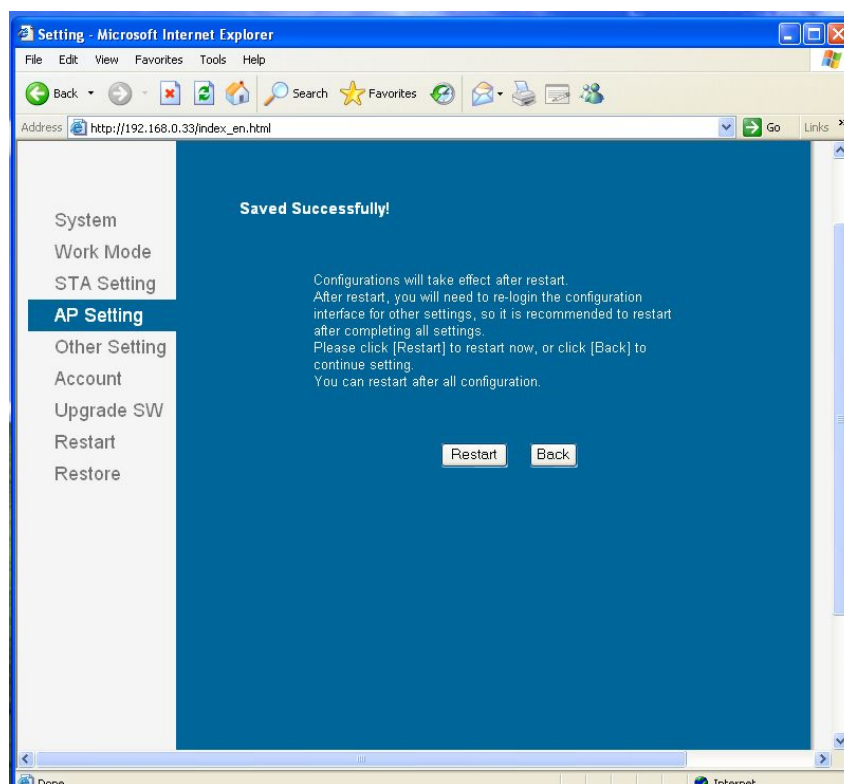 Setting - Microsoft Internet Explorer
File Edit View Favorites Tools Help
Back Search Favorites
Address http://192.168.0.33/index_en.html Go Links »
System
Work Mode
STA Setting
AP Setting
Other Setting
Account
Upgrade SW
Restart
Restore
Saved Successfully!
Configurations will take effect after restart.
After restart, you will need to re-login the configuration
interface for other settings, so it is recommended to restart
after completing all settings.
Please click [Restart] to restart now, or click [Back] to
continue setting.
You can restart after all configuration.
Restart Back
Done Internet